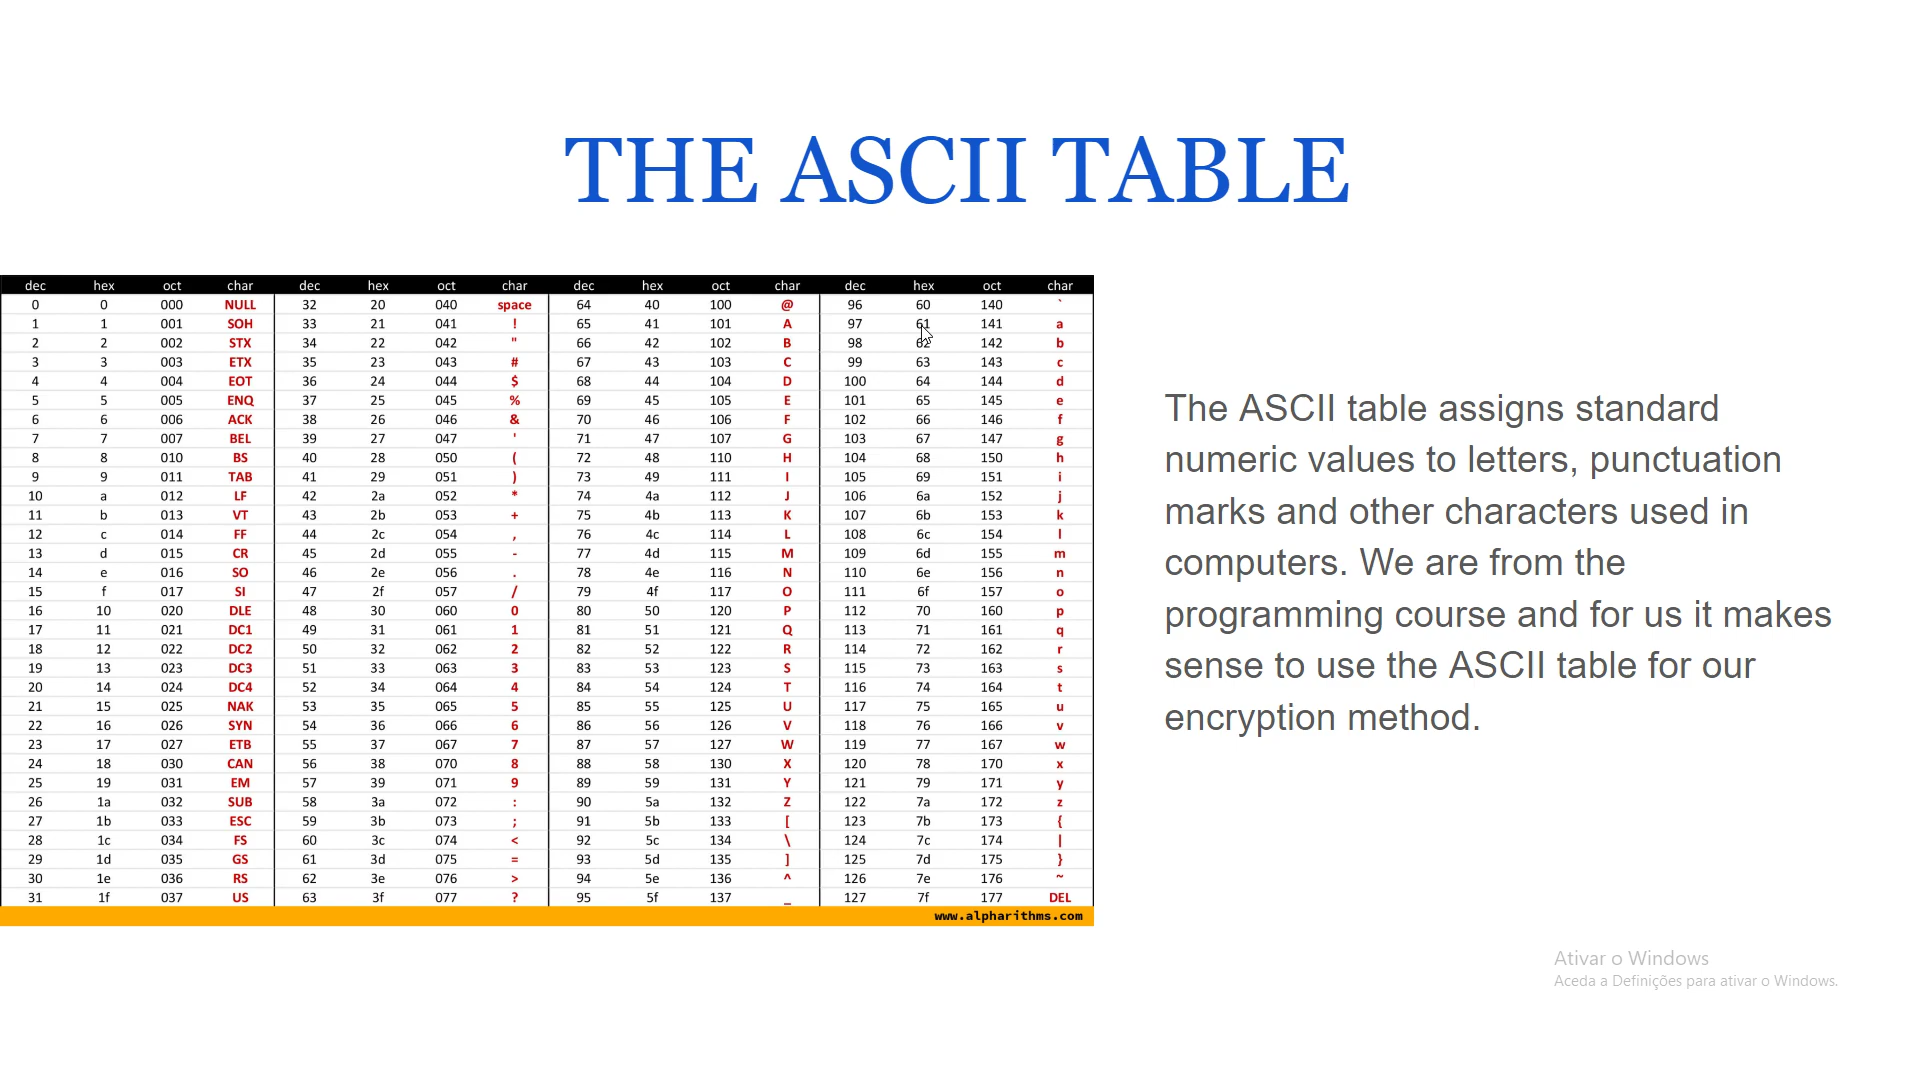 THE ASCII TABLE
dec hex oct char dec hex oct char dec hex oct char dec hex oct char
0 0 000 NULL 32 20 040 space 64 40 100 @ 96 60 140 `
1 1 001 SOH 33 21 041 ! 65 41 101 A 97 61 141 a
2 2 002 STX 34 22 042 " 66 42 102 B 98 62 142 b
3 3 003 ETX 35 23 043 # 67 43 103 C 99 63 143 c
4 4 004 EOT 36 24 044 $ 68 44 104 D 100 64 144 d
5 5 005 ENQ 37 25 045 % 69 45 105 E 101 65 145 e
6 6 006 ACK 38 26 046 & 70 46 106 F 102 66 146 f
7 7 007 BEL 39 27 047 ' 71 47 107 G 103 67 147 g
8 8 010 BS 40 28 050 ( 72 48 110 H 104 68 150 h
9 9 011 TAB 41 29 051 ) 73 49 111 I 105 69 151 i
10 a 012 LF 42 2a 052 * 74 4a 112 J 106 6a 152 j
11 b 013 VT 43 2b 053 + 75 4b 113 K 107 6b 153 k
12 c 014 FF 44 2c 054 , 76 4c 114 L 108 6c 154 l
13 d 015 CR 45 2d 055 - 77 4d 115 M 109 6d 155 m
14 e 016 SO 46 2e 056 . 78 4e 116 N 110 6e 156 n
15 f 017 SI 47 2f 057 / 79 4f 117 O 111 6f 157 o
16 10 020 DLE 48 30 060 0 80 50 120 P 112 70 160 p
17 11 021 DC1 49 31 061 1 81 51 121 Q 113 71 161 q
18 12 022 DC2 50 32 062 2 82 52 122 R 114 72 162 r
19 13 023 DC3 51 33 063 3 83 53 123 S 115 73 163 s
20 14 024 DC4 52 34 064 4 84 54 124 T 116 74 164 t
21 15 025 NAK 53 35 065 5 85 55 125 U 117 75 165 u
22 16 026 SYN 54 36 066 6 86 56 126 V 118 76 166 v
23 17 027 ETB 55 37 067 7 87 57 127 W 119 77 167 w
24 18 030 CAN 56 38 070 8 88 58 130 X 120 78 170 x
25 19 031 EM 57 39 071 9 89 59 131 Y 121 79 171 y
26 1a 032 SUB 58 3a 072 : 90 5a 132 Z 122 7a 172 z
27 1b 033 ESC 59 3b 073 ; 91 5b 133 [ 123 7b 173 {
28 1c 034 FS 60 3c 074 < 92 5c 134 \ 124 7c 174 |
29 1d 035 GS 61 3d 075 = 93 5d 135 ] 125 7d 175 }
30 1e 036 RS 62 3e 076 > 94 5e 136 ^ 126 7e 176 ~
31 1f 037 US 63 3f 077 ? 95 5f 137 _ 127 7f 177 DEL
www.alpharithms.com
The ASCII table assigns standard
numeric values to letters, punctuation
marks and other characters used in
computers. We are from the
programming course and for us it makes
sense to use the ASCII table for our
encryption method.
Ativar o Windows
Aceda a Definições para ativar o Windows.